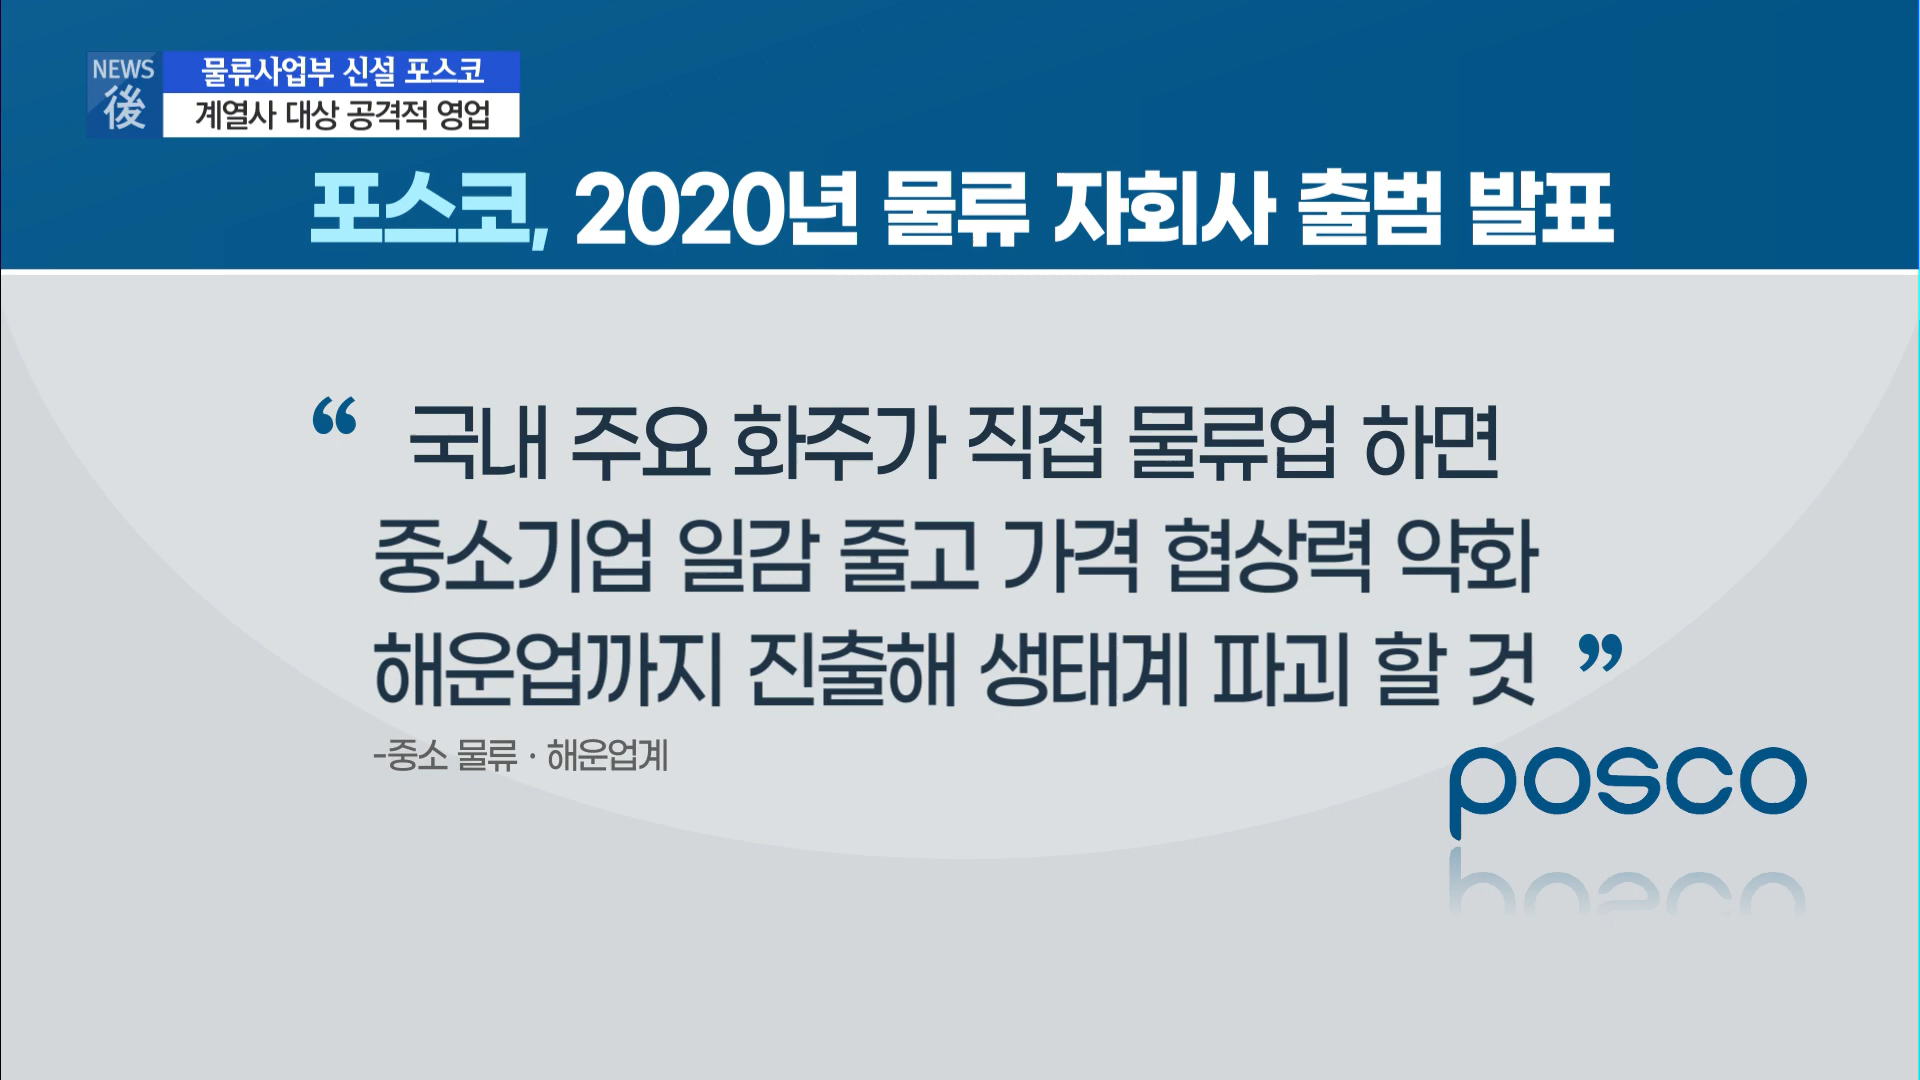 NEWS
後
물류사업부 신설 포스코
계열사 대상 공격적 영업
포스코, 2020년 물류 자회사 출범 발표
“ 국내 주요 화주가 직접 물류업 하면
중소기업 일감 줄고 가격 협상력 약화
해운업까지 진출해 생태계 파괴 할 것 ”
-중소 물류 · 해운업계
posco